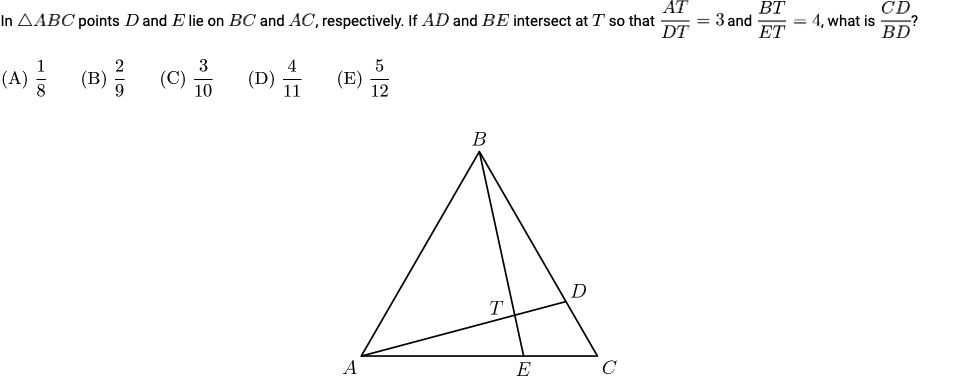 In △ABC points D and E lie on BC and AC, respectively. If AD and BE intersect at T so that AT/DT = 3 and BT/ET = 4, what is CD/BD?
(A) 1/8 (B) 2/9 (C) 3/10 (D) 4/11 (E) 5/12
B
D
T
A
E
C